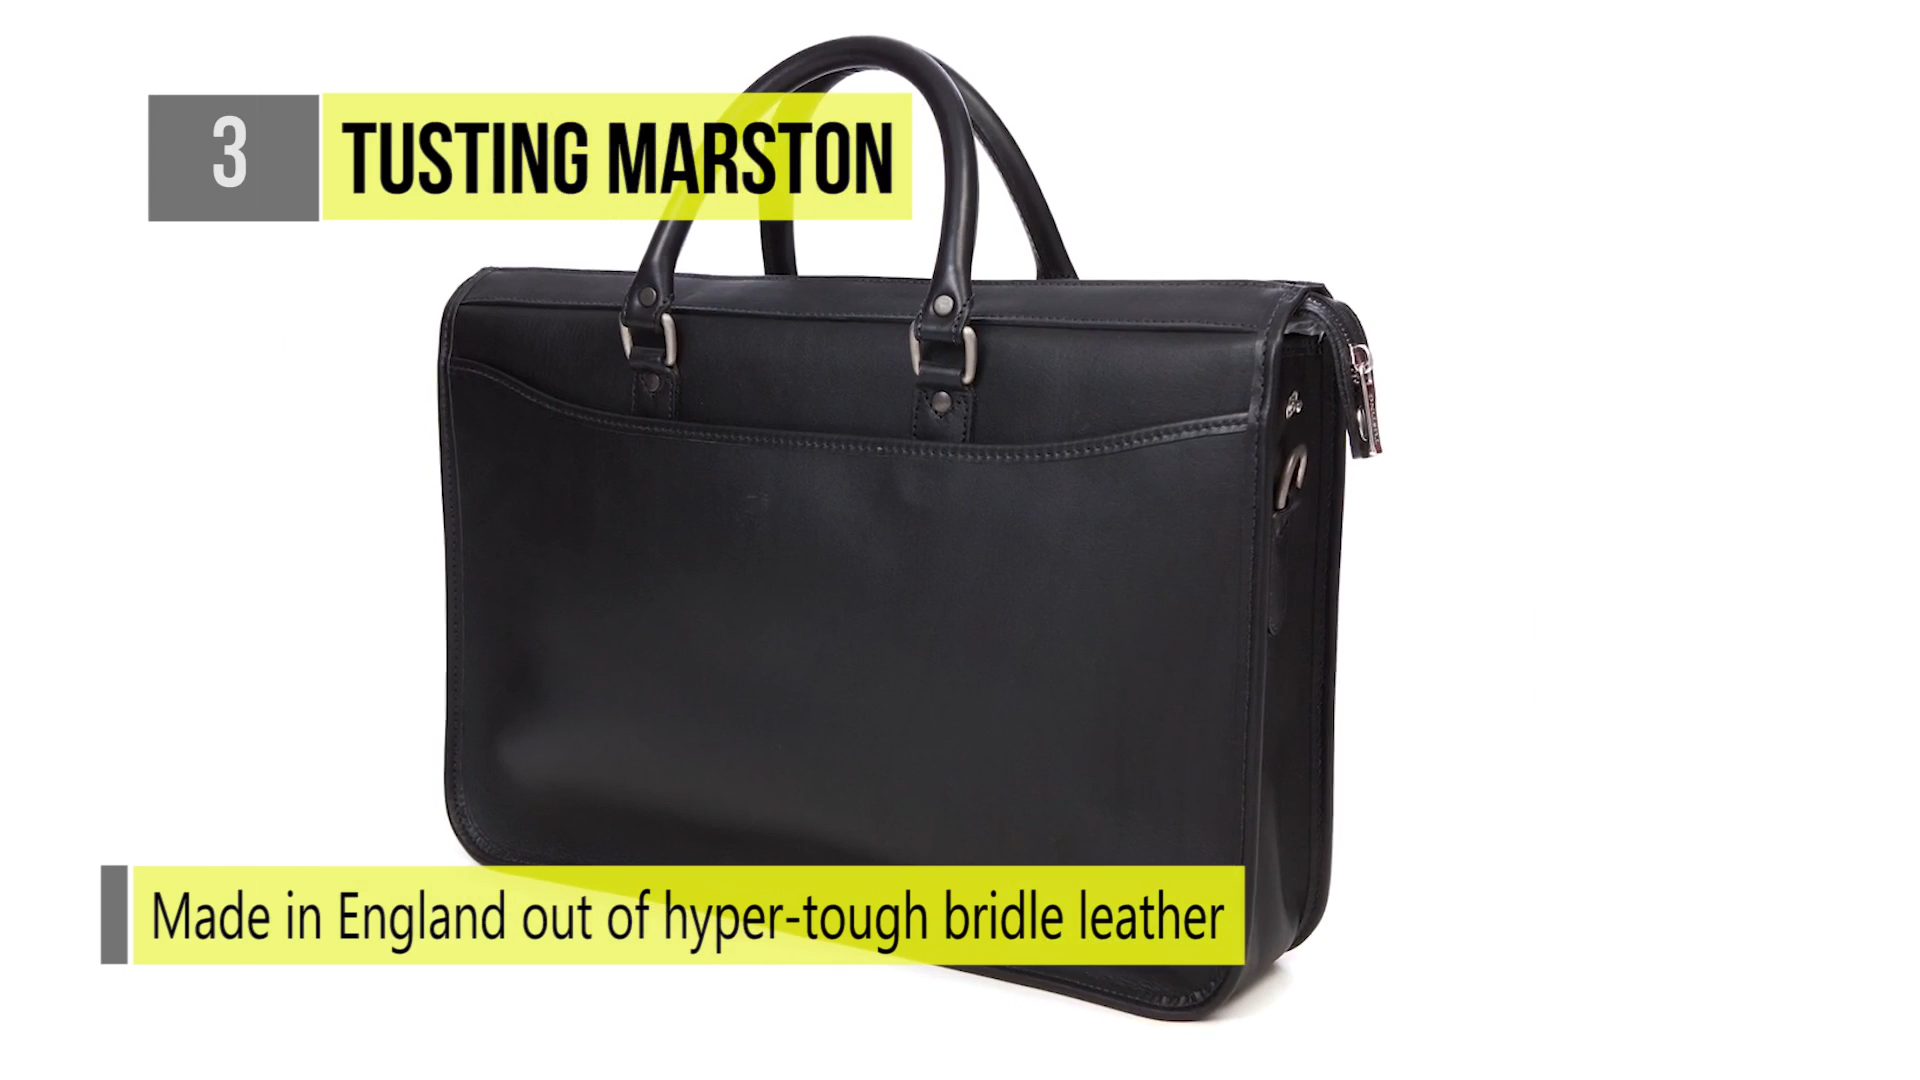 3
TUSTING MARSTON
Made in England out of hyper-tough bridle leather